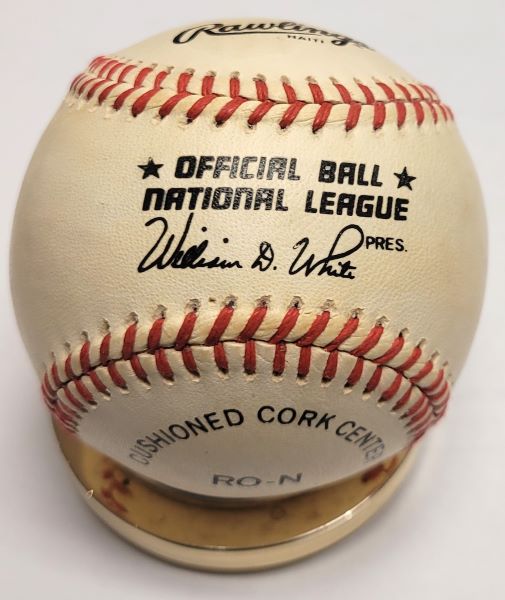 Rawlings
HAITI
★ OFFICIAL BALL ★
NATIONAL LEAGUE
William D. White PRES.
CUSHIONED CORK CENTER
RO-N